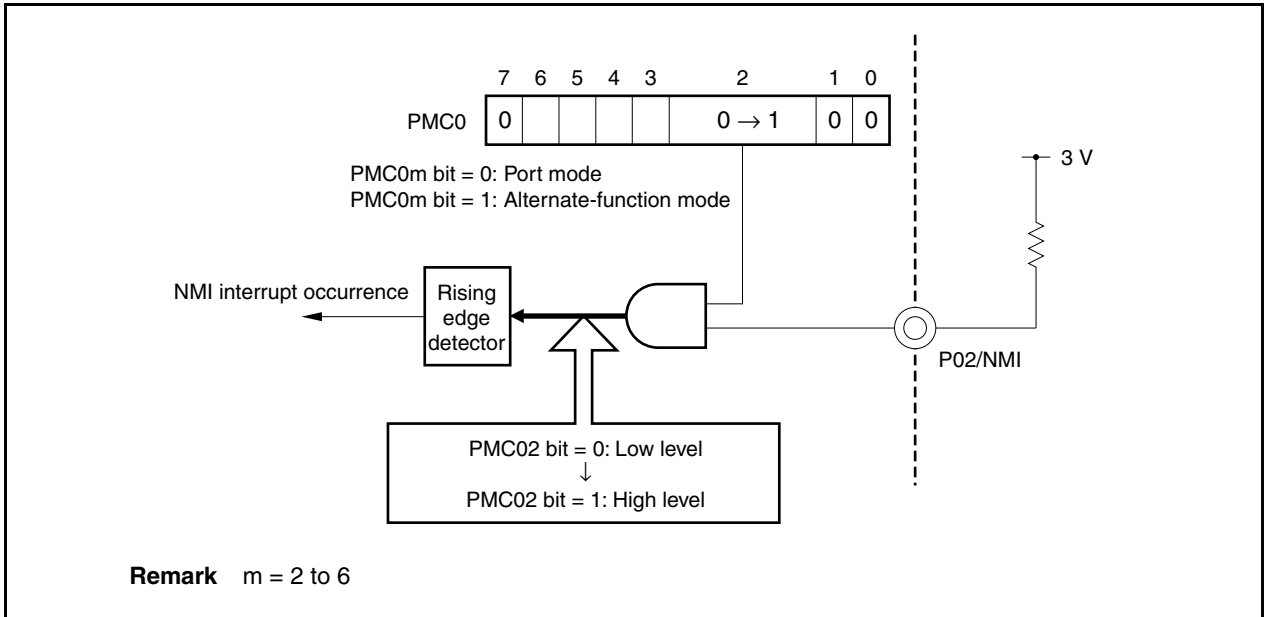 7 6 5 4 3 2 1 0
PMC0 0 0 → 1 0 0
3 V
PMC0m bit = 0: Port mode
PMC0m bit = 1: Alternate-function mode
NMI interrupt occurrence
Rising
edge
detector
P02/NMI
PMC02 bit = 0: Low level
↓
PMC02 bit = 1: High level
Remark m = 2 to 6